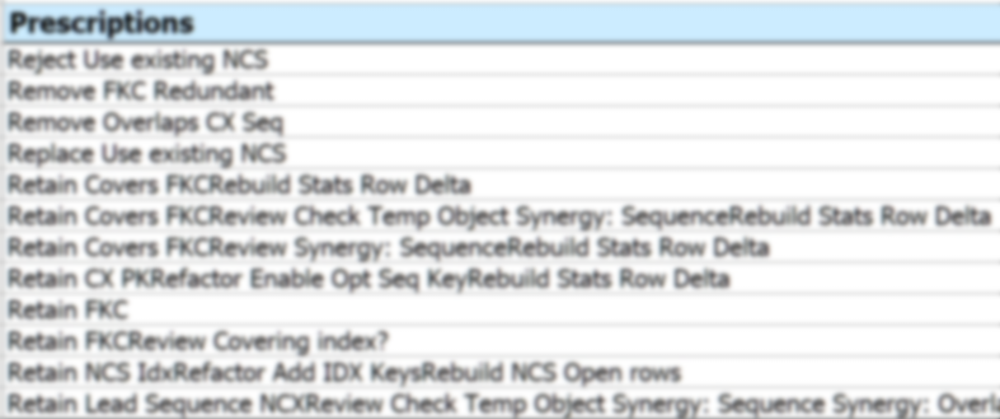 Prescriptions
Reject Use existing NCS
Remove FKC Redundant
Remove Overlaps CX Seq
Replace Use existing NCS
Retain Covers FKCRebuild Stats Row Delta
Retain Covers FKCReview Check Temp Object Synergy: SequenceRebuild Stats Row Delta
Retain Covers FKCReview Synergy: SequenceRebuild Stats Row Delta
Retain CX PKRefactor Enable Opt Seq KeyRebuild Stats Row Delta
Retain FKC
Retain FKCReview Covering index?
Retain NCS IdxRefactor Add IDX KeysRebuild NCS Open rows
Retain Lead Sequence NCXReview Check Temp Object Synergy: Sequence Synergy: